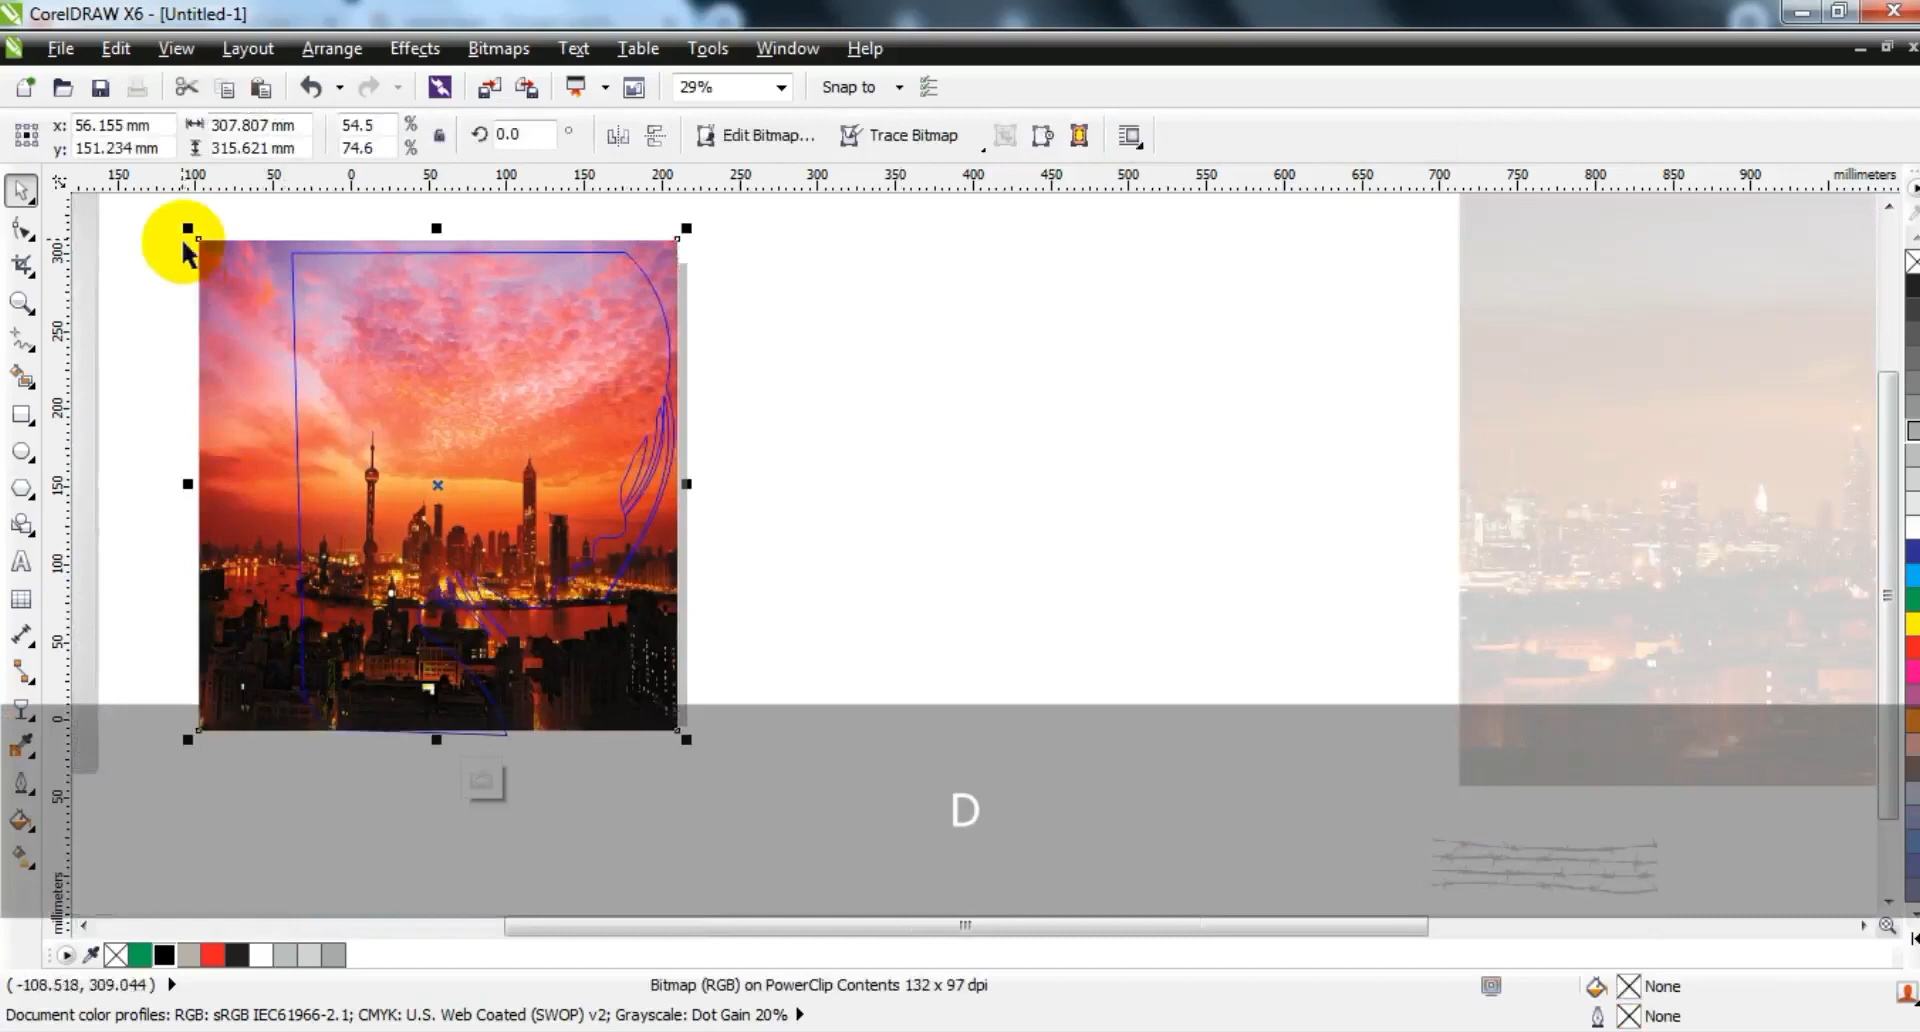 CorelDRAW X6 - [Untitled-1]
File Edit View Layout Arrange Effects Bitmaps Text Table Tools Window Help
29% Snap to
x: 56.155 mm 307.807 mm 54.5 %
y: 151.234 mm 315.621 mm 74.6 %
0.0 °
Edit Bitmap... Trace Bitmap
150 100 50 0 50 100 150 200 250 300 350 400 450 500 550 600 650 700 750 800 850 900 millimeters
300
250
200
150
100
50
0
50
millimeters
D
( -108.518, 309.044 ) Bitmap (RGB) on PowerClip Contents 132 x 97 dpi None
Document color profiles: RGB: sRGB IEC61966-2.1; CMYK: U.S. Web Coated (SWOP) v2; Grayscale: Dot Gain 20% None